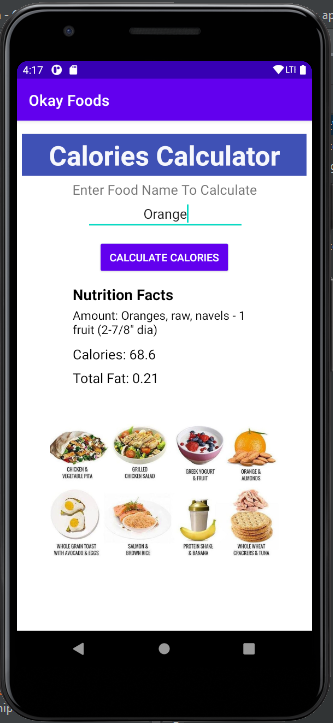 4:17
LTE
Okay Foods
Calories Calculator
Enter Food Name To Calculate
Orange
CALCULATE CALORIES
Nutrition Facts
Amount: Oranges, raw, navels - 1
fruit (2-7/8" dia)
Calories: 68.6
Total Fat: 0.21
CHICKEN &
VEGETABLE PITA
GRILLED
CHICKEN SALAD
GREEK YOGURT
& FRUIT
ORANGE &
ALMONDS
WHOLE GRAIN TOAST
WITH AVOCADO & EGGS
SALMON &
BROWN RICE
PROTEIN SHAKE
& BANANA
WHOLE WHEAT
CRACKERS & TUNA